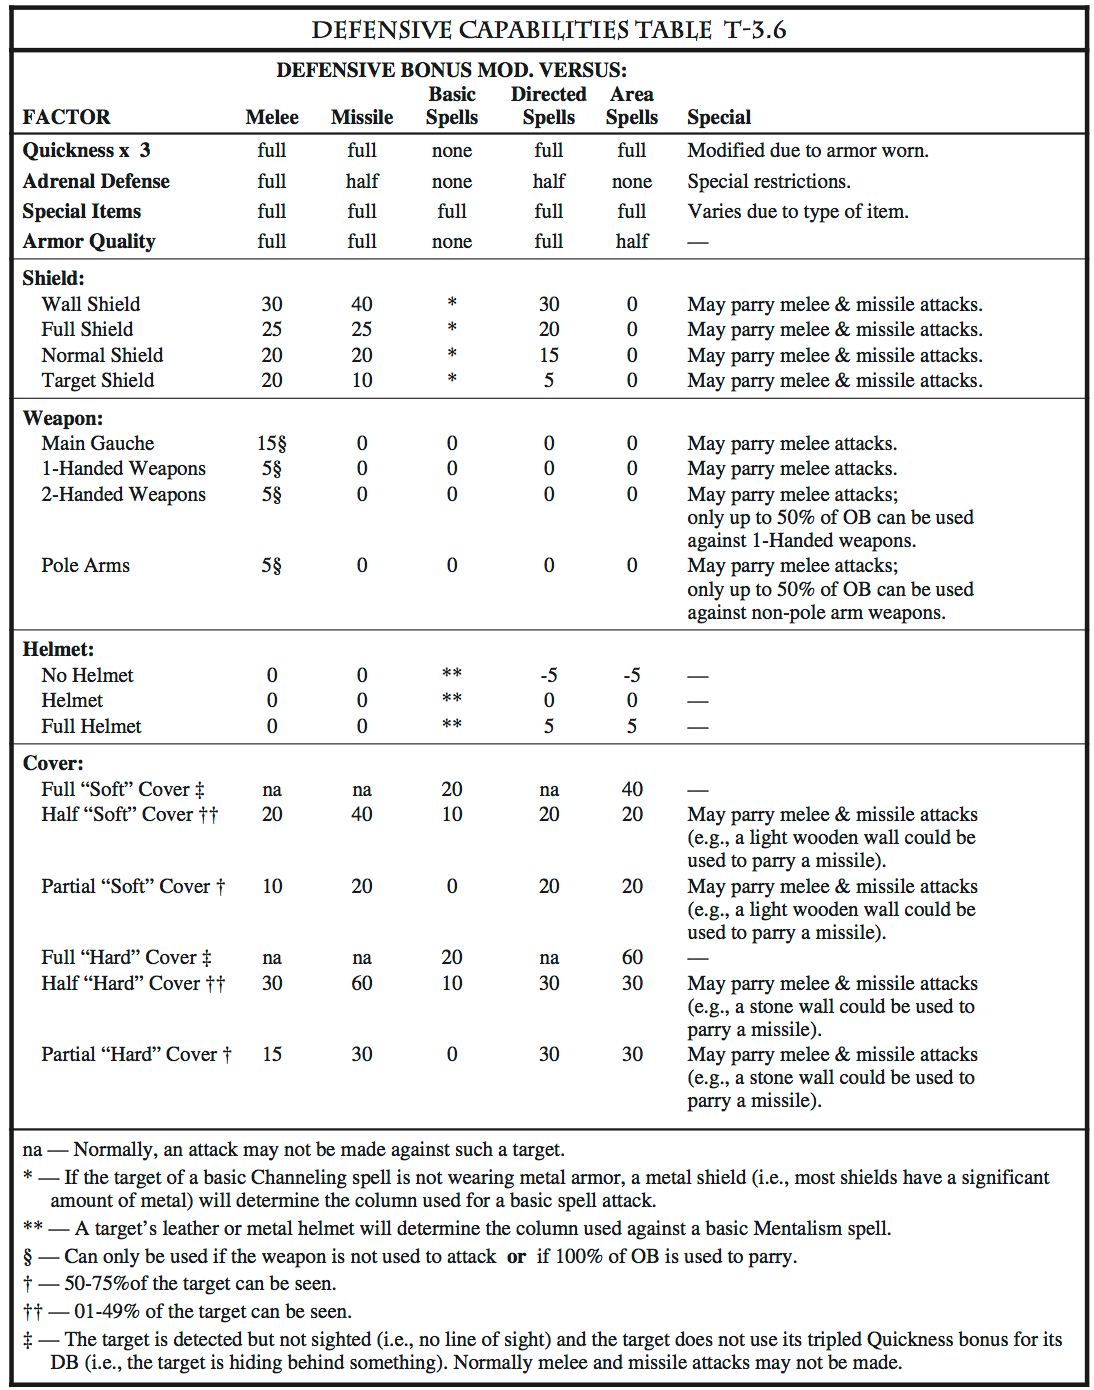 DEFENSIVE CAPABILITIES TABLE T-3.6
DEFENSIVE BONUS MOD. VERSUS:
Basic Directed Area
FACTOR Melee Missile Spells Spells Spells Special
Quickness x 3 full full none full full Modified due to armor worn.
Adrenal Defense full half none half none Special restrictions.
Special Items full full full full full Varies due to type of item.
Armor Quality full full none full half —
Shield:
Wall Shield 30 40 * 30 0 May parry melee & missile attacks.
Full Shield 25 25 * 20 0 May parry melee & missile attacks.
Normal Shield 20 20 * 15 0 May parry melee & missile attacks.
Target Shield 20 10 * 5 0 May parry melee & missile attacks.
Weapon:
Main Gauche 15§ 0 0 0 0 May parry melee attacks.
1-Handed Weapons 5§ 0 0 0 0 May parry melee attacks.
2-Handed Weapons 5§ 0 0 0 0 May parry melee attacks;
only up to 50% of OB can be used
against 1-Handed weapons.
Pole Arms 5§ 0 0 0 0 May parry melee attacks;
only up to 50% of OB can be used
against non-pole arm weapons.
Helmet:
No Helmet 0 0 ** -5 -5 —
Helmet 0 0 ** 0 0 —
Full Helmet 0 0 ** 5 5 —
Cover:
Full “Soft” Cover ‡ na na 20 na 40 —
Half “Soft” Cover †† 20 40 10 20 20 May parry melee & missile attacks
(e.g., a light wooden wall could be
used to parry a missile).
Partial “Soft” Cover † 10 20 0 20 20 May parry melee & missile attacks
(e.g., a light wooden wall could be
used to parry a missile).
Full “Hard” Cover ‡ na na 20 na 60 —
Half “Hard” Cover †† 30 60 10 30 30 May parry melee & missile attacks
(e.g., a stone wall could be used to
parry a missile).
Partial “Hard” Cover † 15 30 0 30 30 May parry melee & missile attacks
(e.g., a stone wall could be used to
parry a missile).
na — Normally, an attack may not be made against such a target.
* — If the target of a basic Channeling spell is not wearing metal armor, a metal shield (i.e., most shields have a significant
amount of metal) will determine the column used for a basic spell attack.
** — A target’s leather or metal helmet will determine the column used against a basic Mentalism spell.
§ — Can only be used if the weapon is not used to attack or if 100% of OB is used to parry.
† — 50-75%of the target can be seen.
†† — 01-49% of the target can be seen.
‡ — The target is detected but not sighted (i.e., no line of sight) and the target does not use its tripled Quickness bonus for its
DB (i.e., the target is hiding behind something). Normally melee and missile attacks may not be made.